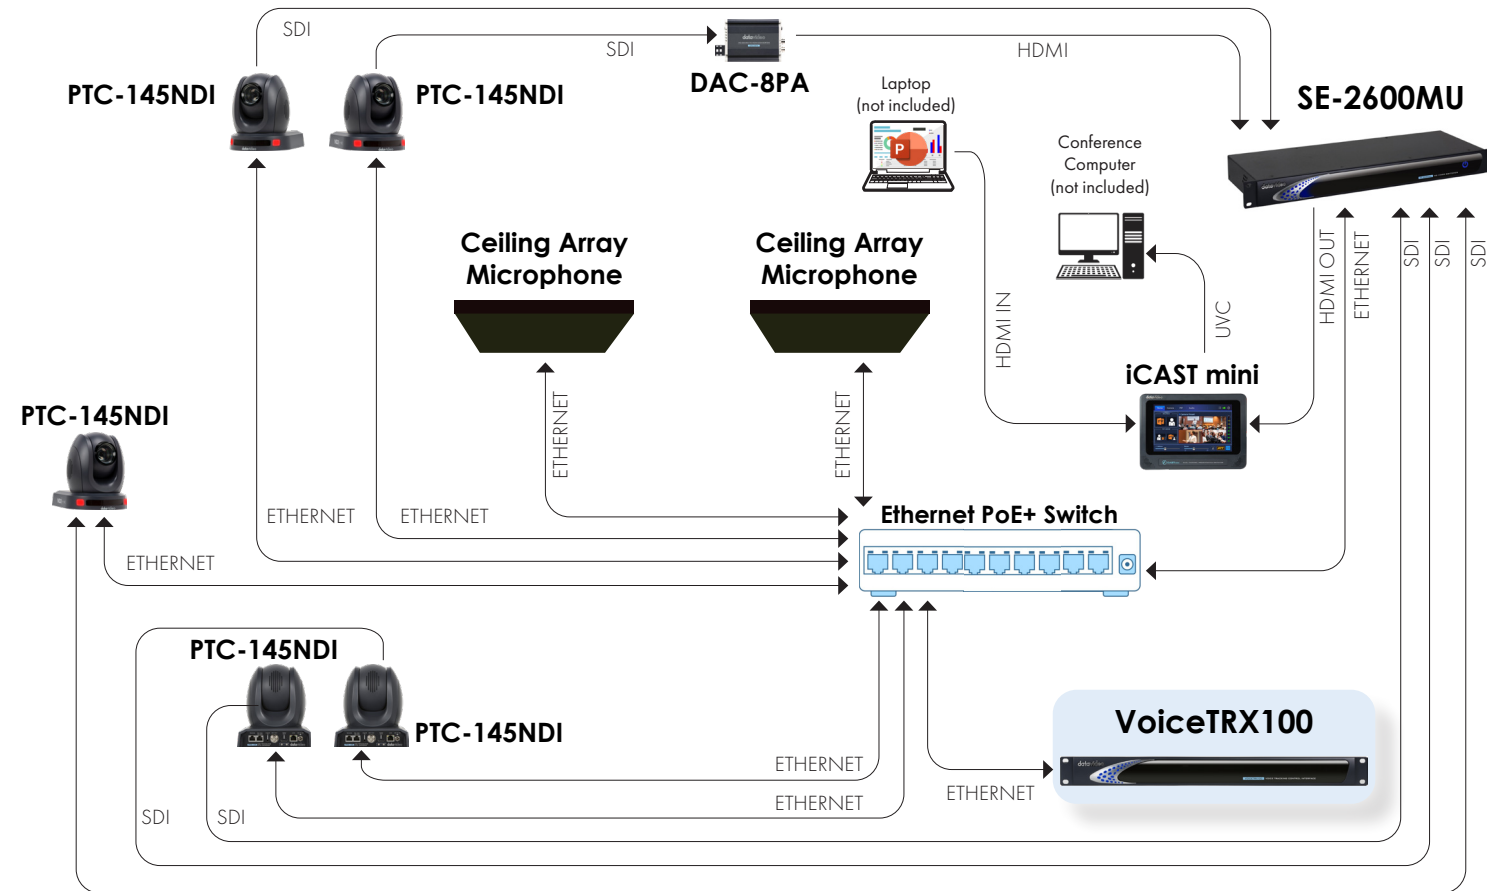 SDI
SDI
HDMI
PTC-145NDI
PTC-145NDI
DAC-8PA
Laptop
(not included)
P
SE-2600MU
Conference
Computer
(not included)
Ceiling Array
Microphone
Ceiling Array
Microphone
HDMI IN
UVC
HDMI OUT
ETHERNET
SDI
SDI
SDI
iCAST mini
PTC-145NDI
ETHERNET
ETHERNET
ETHERNET
ETHERNET
ETHERNET
Ethernet PoE+ Switch
PTC-145NDI
PTC-145NDI
VoiceTRX100
datavideo
ETHERNET
ETHERNET
ETHERNET
SDI
SDI